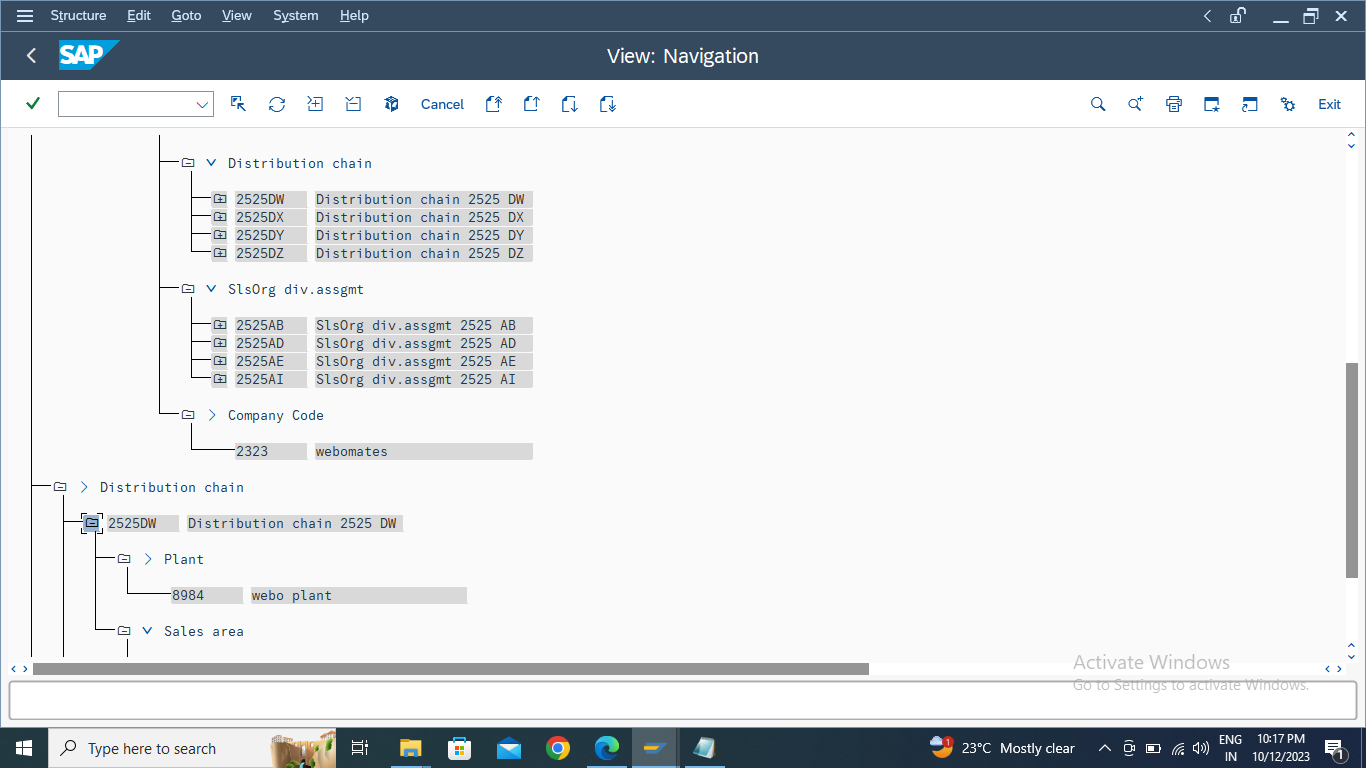 Structure Edit Goto View System Help
SAP View: Navigation
Cancel Exit
Distribution chain
2525DW Distribution chain 2525 DW
2525DX Distribution chain 2525 DX
2525DY Distribution chain 2525 DY
2525DZ Distribution chain 2525 DZ
SlsOrg div.assgmt
2525AB SlsOrg div.assgmt 2525 AB
2525AD SlsOrg div.assgmt 2525 AD
2525AE SlsOrg div.assgmt 2525 AE
2525AI SlsOrg div.assgmt 2525 AI
Company Code
2323 webomates
Distribution chain
2525DW Distribution chain 2525 DW
Plant
8984 webo plant
Sales area
Activate Windows
Go to Settings to activate Windows.
Type here to search 1 23°C Mostly clear ENG IN 10:17 PM 10/12/2023 1